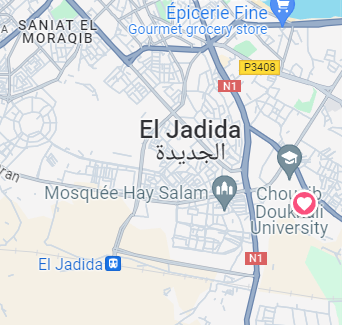 Épicerie Fine
Gourmet grocery store
SANIAT EL
MORAQIB
P3408
N1
El Jadida
الجديدة
Mosquée Hay Salam
Chouaib
Doukkali
University
N1
El Jadida